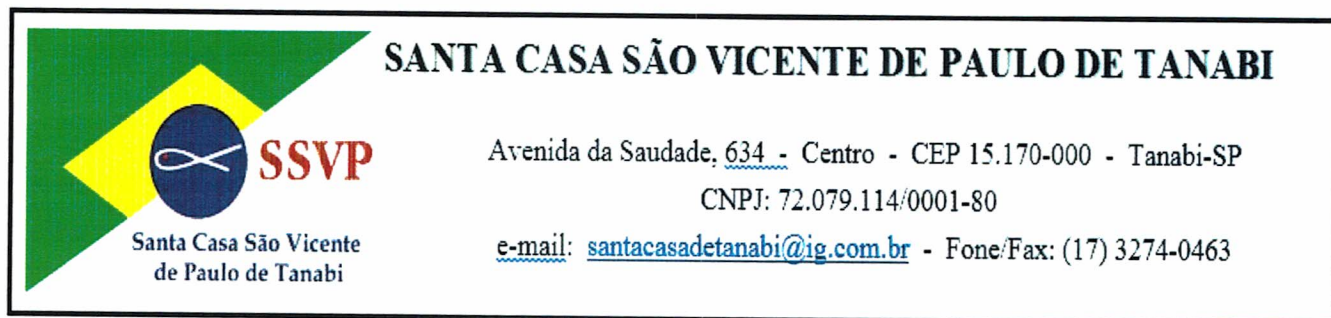 SANTA CASA SÃO VICENTE DE PAULO DE TANABI
SSVP
Santa Casa São Vicente
de Paulo de Tanabi
Avenida da Saudade, 634 - Centro - CEP 15.170-000 - Tanabi-SP
CNPJ: 72.079.114/0001-80
e-mail: santacasadetanabi@ig.com.br - Fone/Fax: (17) 3274-0463